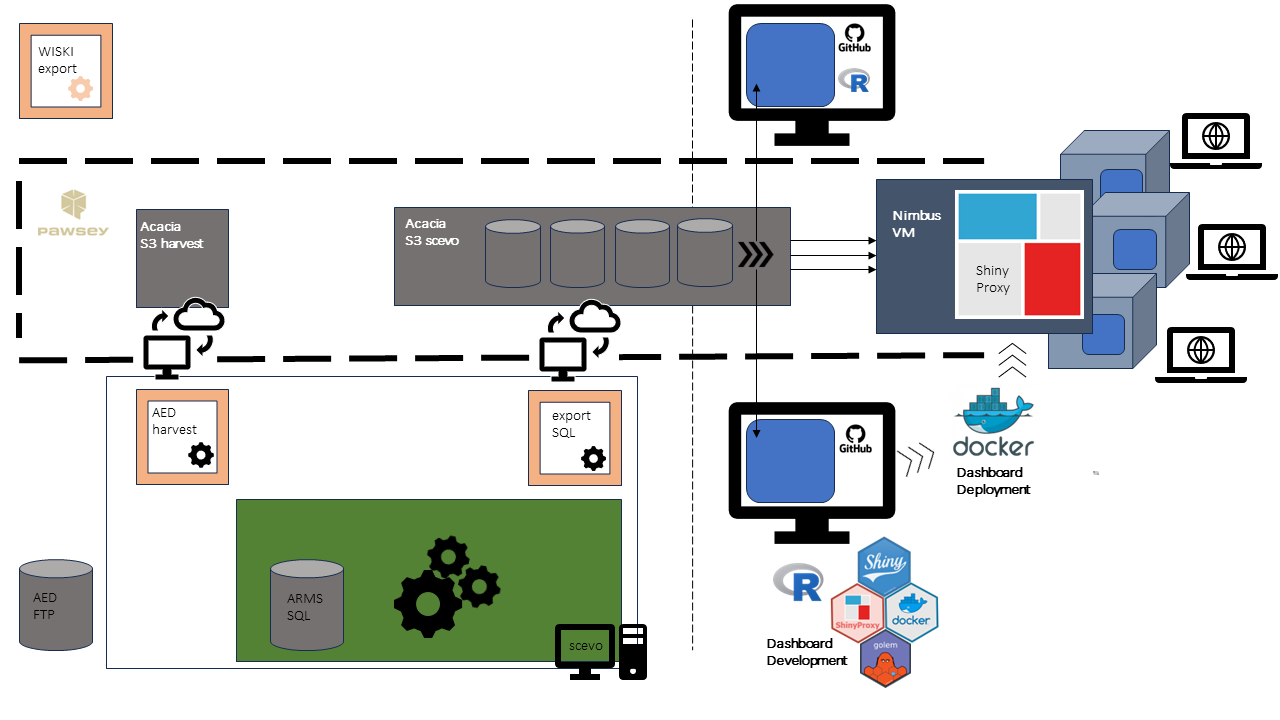 WISKI
export
GitHub
R
PAWSEY
Acacia
S3 harvest
Acacia
S3 scevo
Nimbus
VM
Shiny
Proxy
AED
harvest
export
SQL
GitHub
docker
Dashboard
Deployment
AED
FTP
ARMS
SQL
scevo
R
Shiny
ShinyProxy
docker
golem
Dashboard
Development